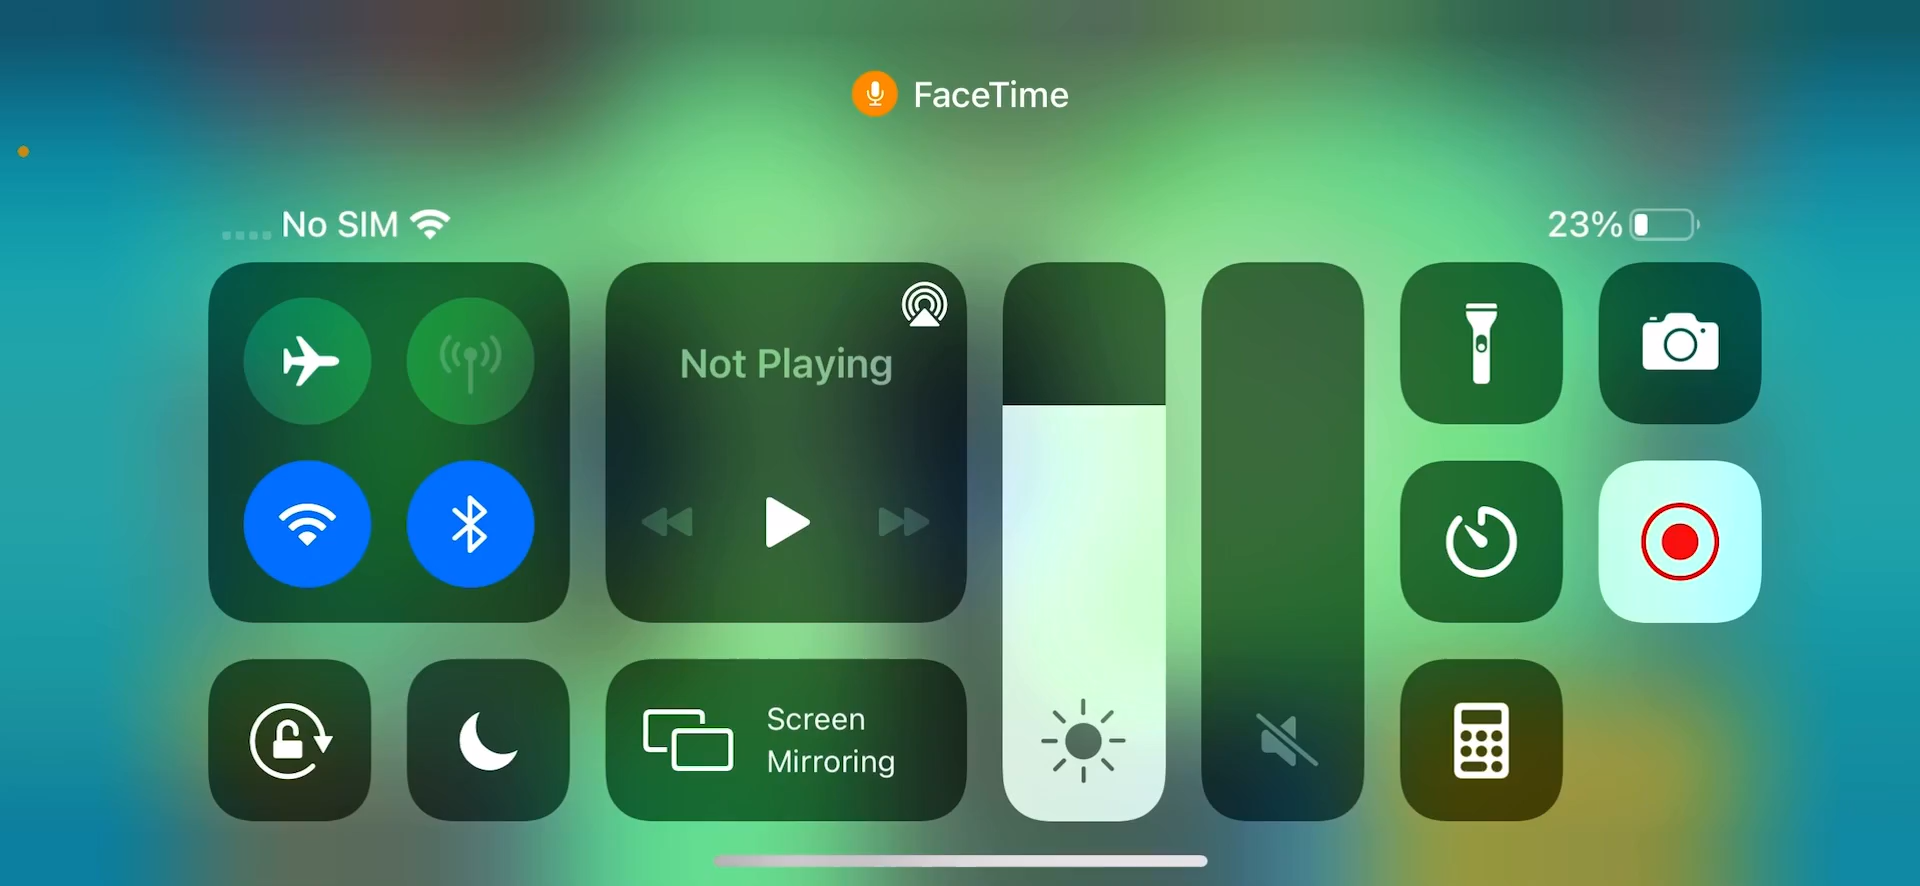 FaceTime
No SIM
23%
Not Playing
Screen
Mirroring